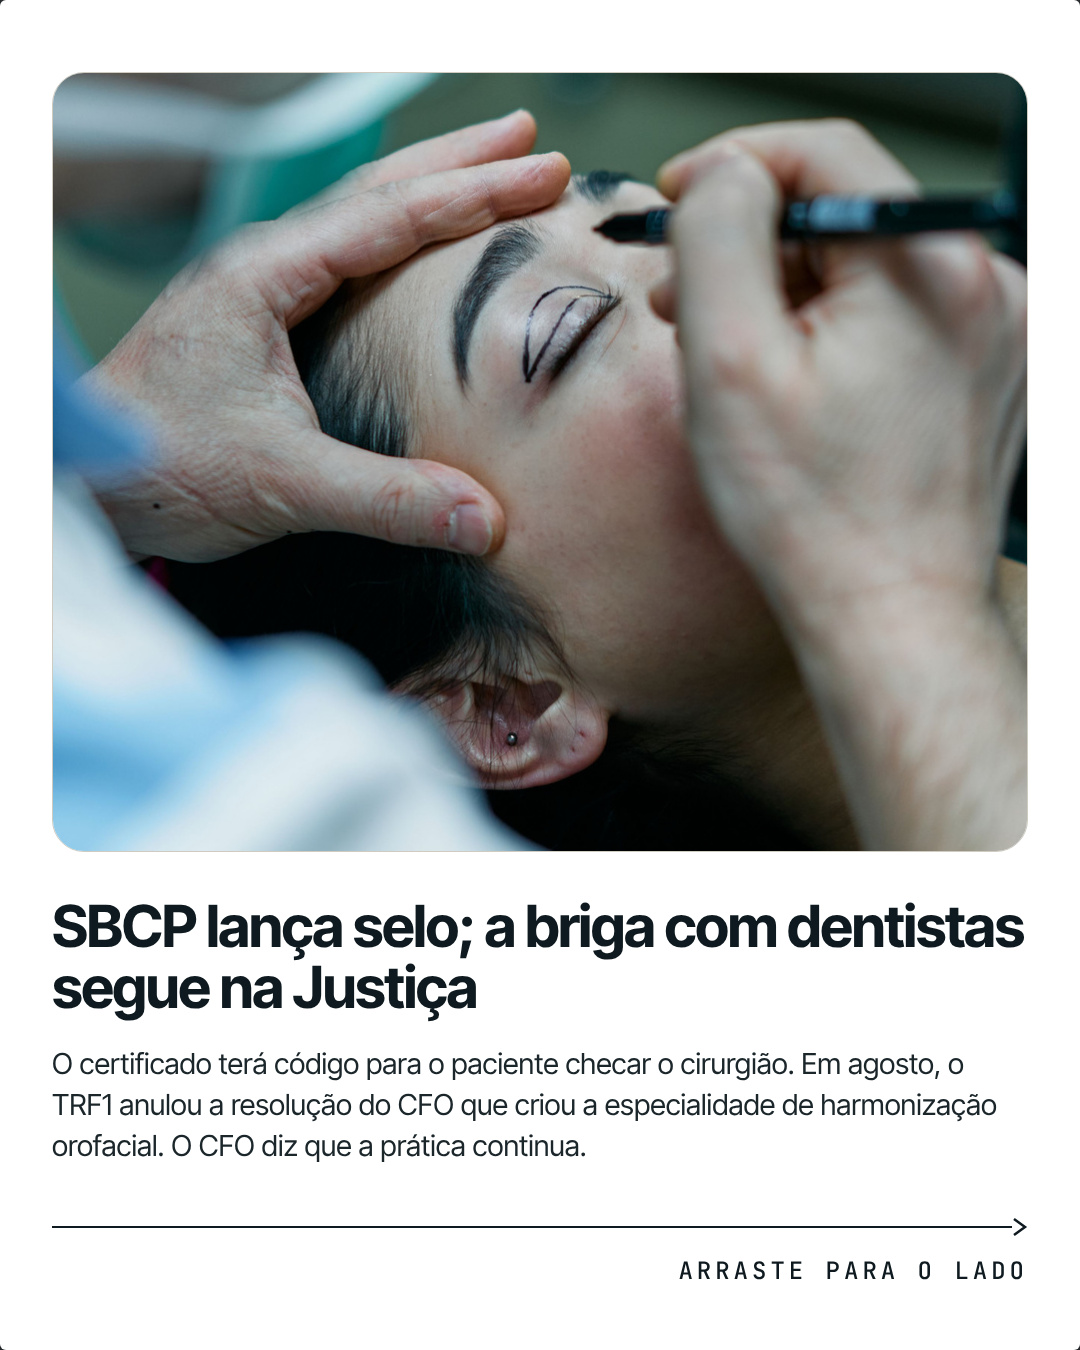 SBCP lança selo; a briga com dentistas
segue na Justiça
O certificado terá código para o paciente checar o cirurgião. Em agosto, o
TRF1 anulou a resolução do CFO que criou a especialidade de harmonização
orofacial. O CFO diz que a prática continua.
ARRASTE PARA O LADO